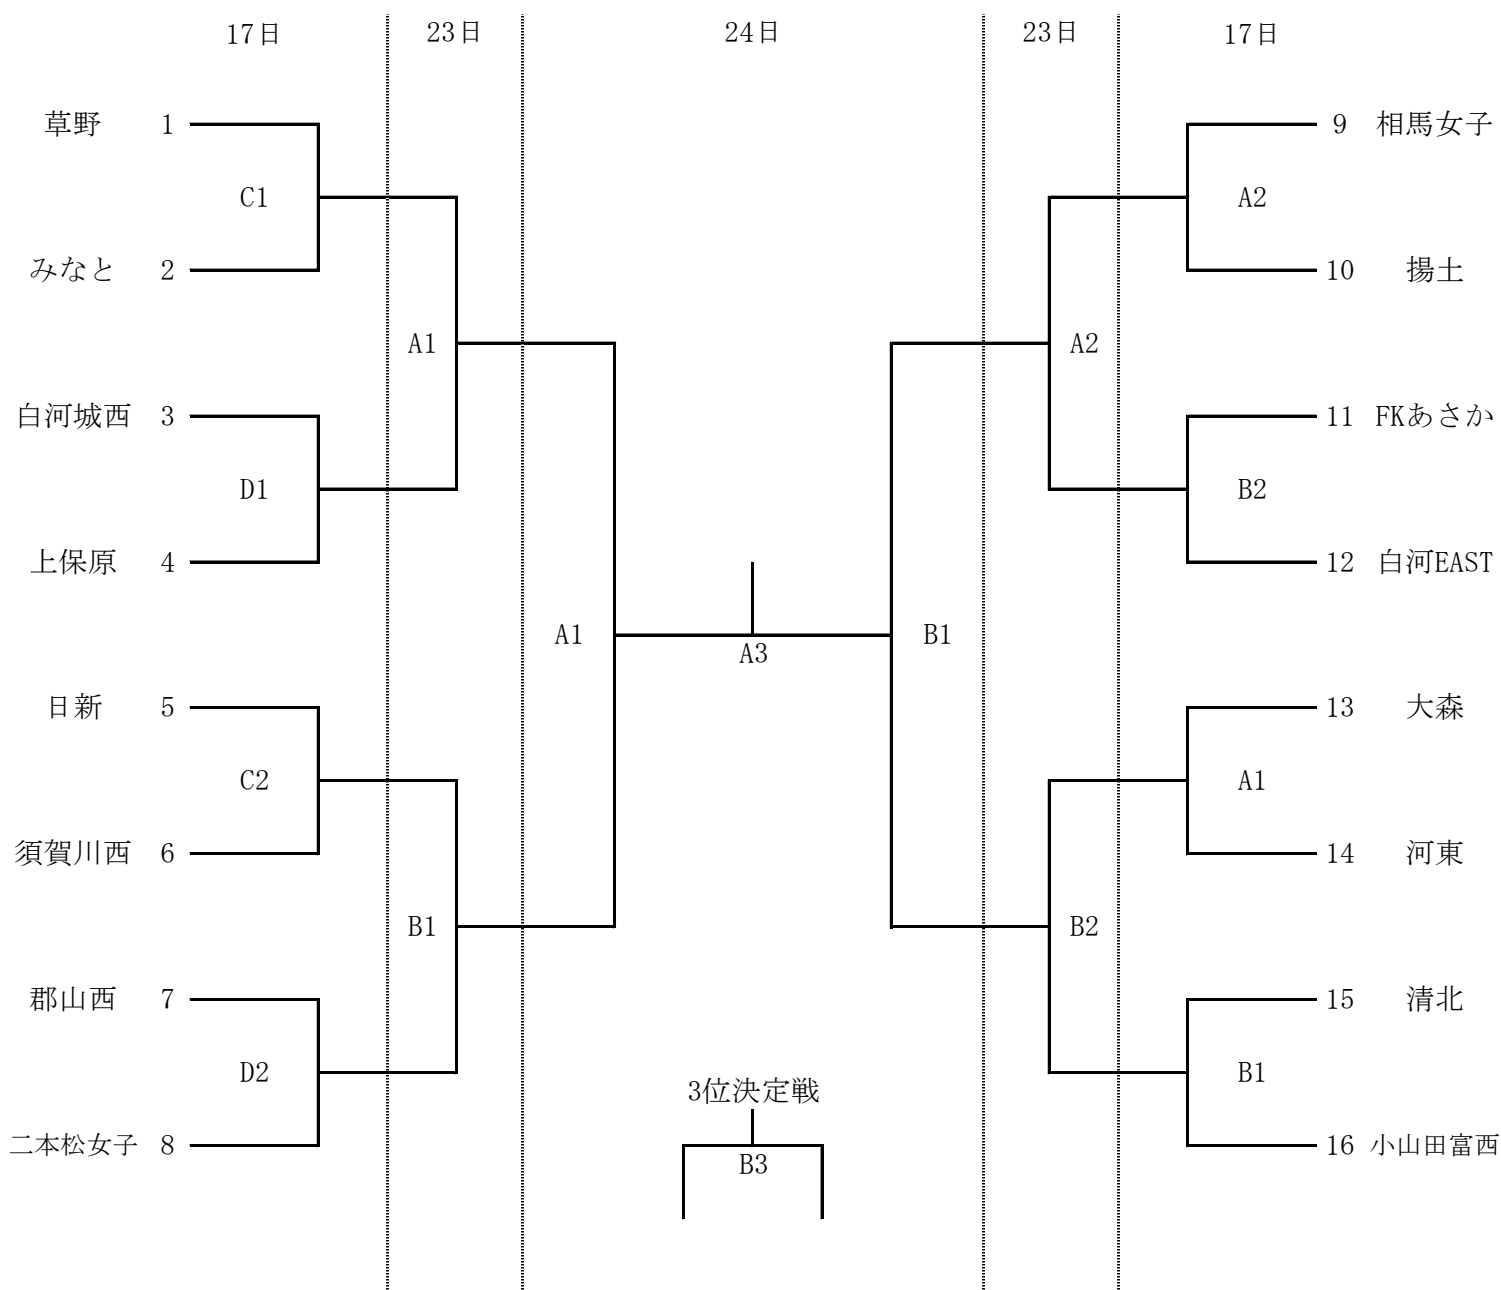 17日 23日 24日 23日 17日
草野 1 9 相馬女子
C1 A2
みなと 2 10 揚土
A1 A2
白河城西 3 11 FKあさか
D1 B2
上保原 4 12 白河EAST
A1 B1
A3
日新 5 13 大森
C2 A1
須賀川西 6 14 河東
B1 B2
郡山西 7 15 清北
D2 B1
3位決定戦
二本松女子 8 16 小山田富西
B3